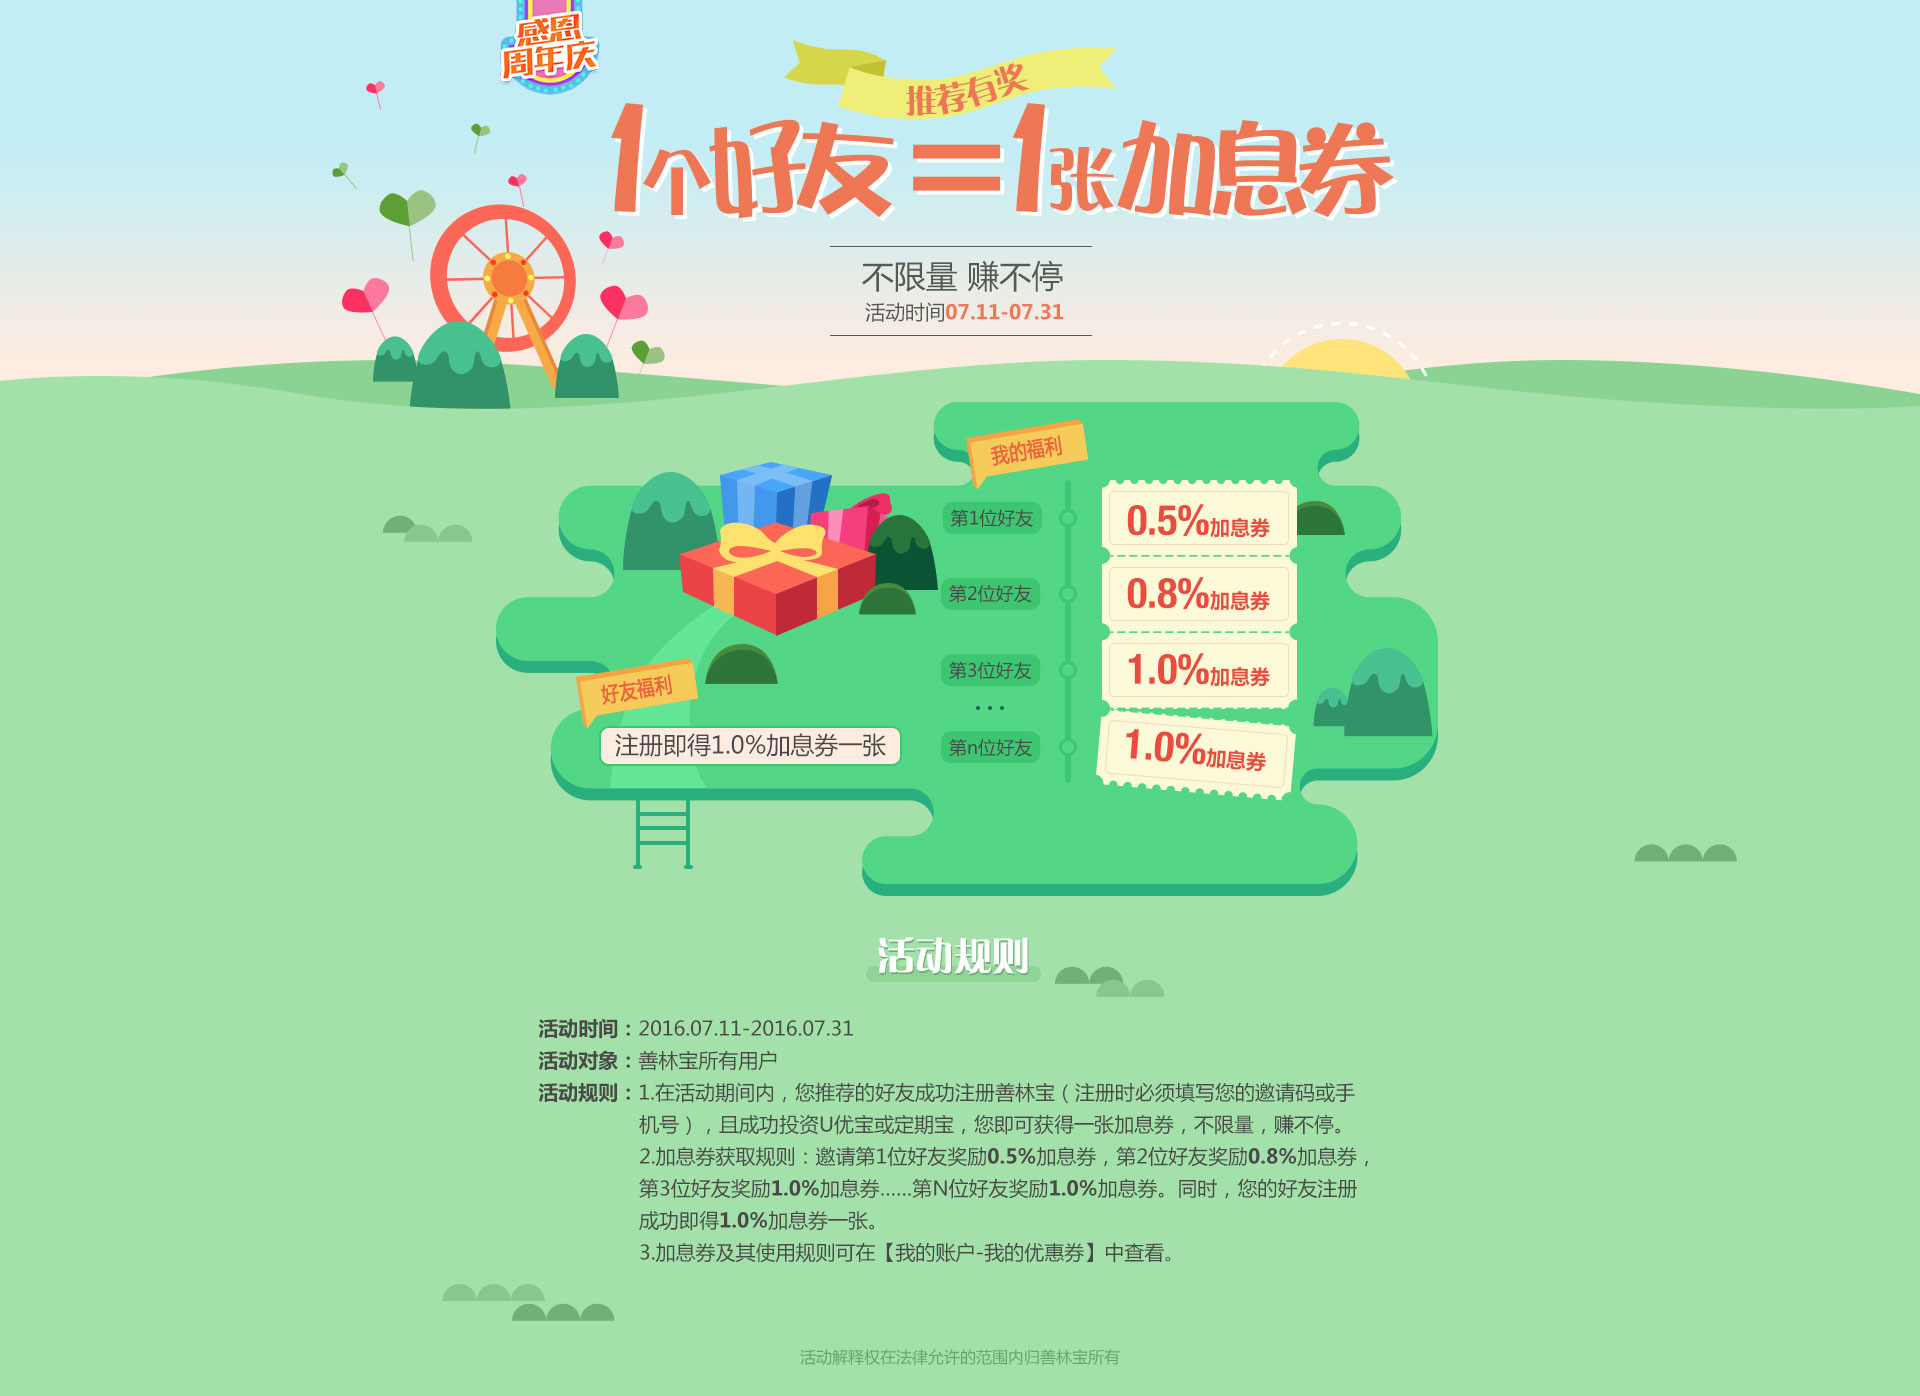 感恩
周年庆
推荐有奖
1个好友=1张加息券
不限量 赚不停
活动时间07.11-07.31
我的福利
第1位好友
0.5%加息券
第2位好友
0.8%加息券
第3位好友
1.0%加息券
...
第n位好友
1.0%加息券
好友福利
注册即得1.0%加息券一张
活动规则
活动时间：2016.07.11-2016.07.31
活动对象：善林宝所有用户
活动规则：1.在活动期间内，您推荐的好友成功注册善林宝（注册时必须填写您的邀请码或手
机号），且成功投资U优宝或定期宝，您即可获得一张加息券，不限量，赚不停。
2.加息券获取规则：邀请第1位好友奖励0.5%加息券，第2位好友奖励0.8%加息券，
第3位好友奖励1.0%加息券......第N位好友奖励1.0%加息券。同时，您的好友注册
成功即得1.0%加息券一张。
3.加息券及其使用规则可在【我的账户-我的优惠券】中查看。
活动解释权在法律允许的范围内归善林宝所有